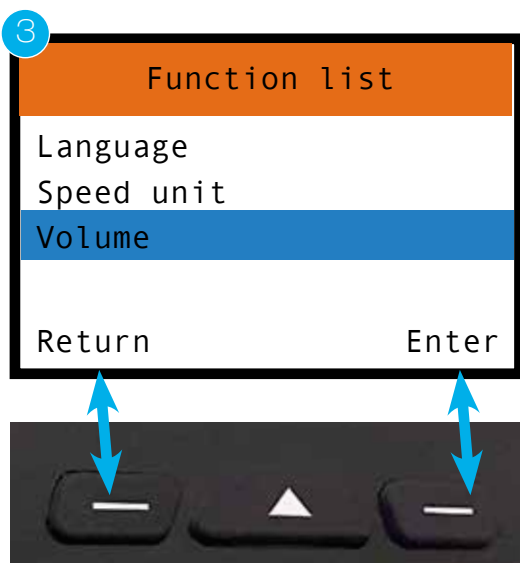 3
Function list
Language
Speed unit
Volume
Return Enter